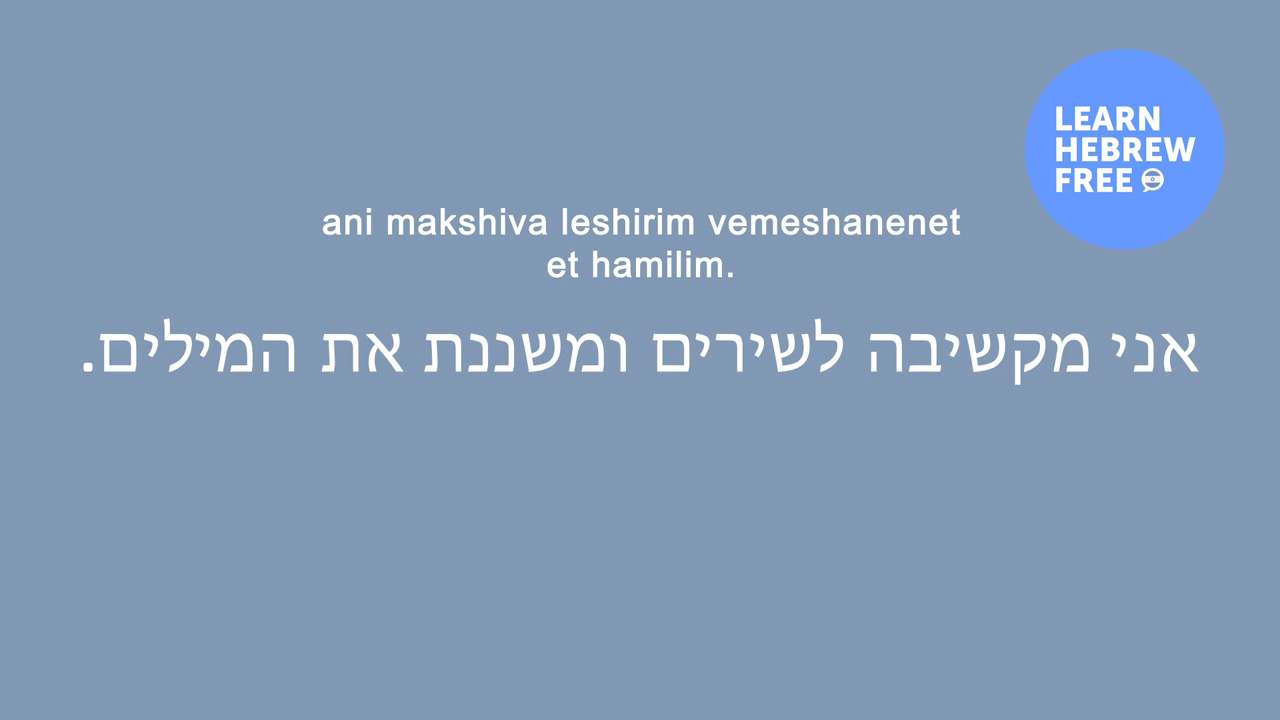 LEARN
HEBREW
FREE
ani makshiva leshirim vemeshanenet
et hamilim.
אני מקשיבה לשירים ומשננת את המילים.